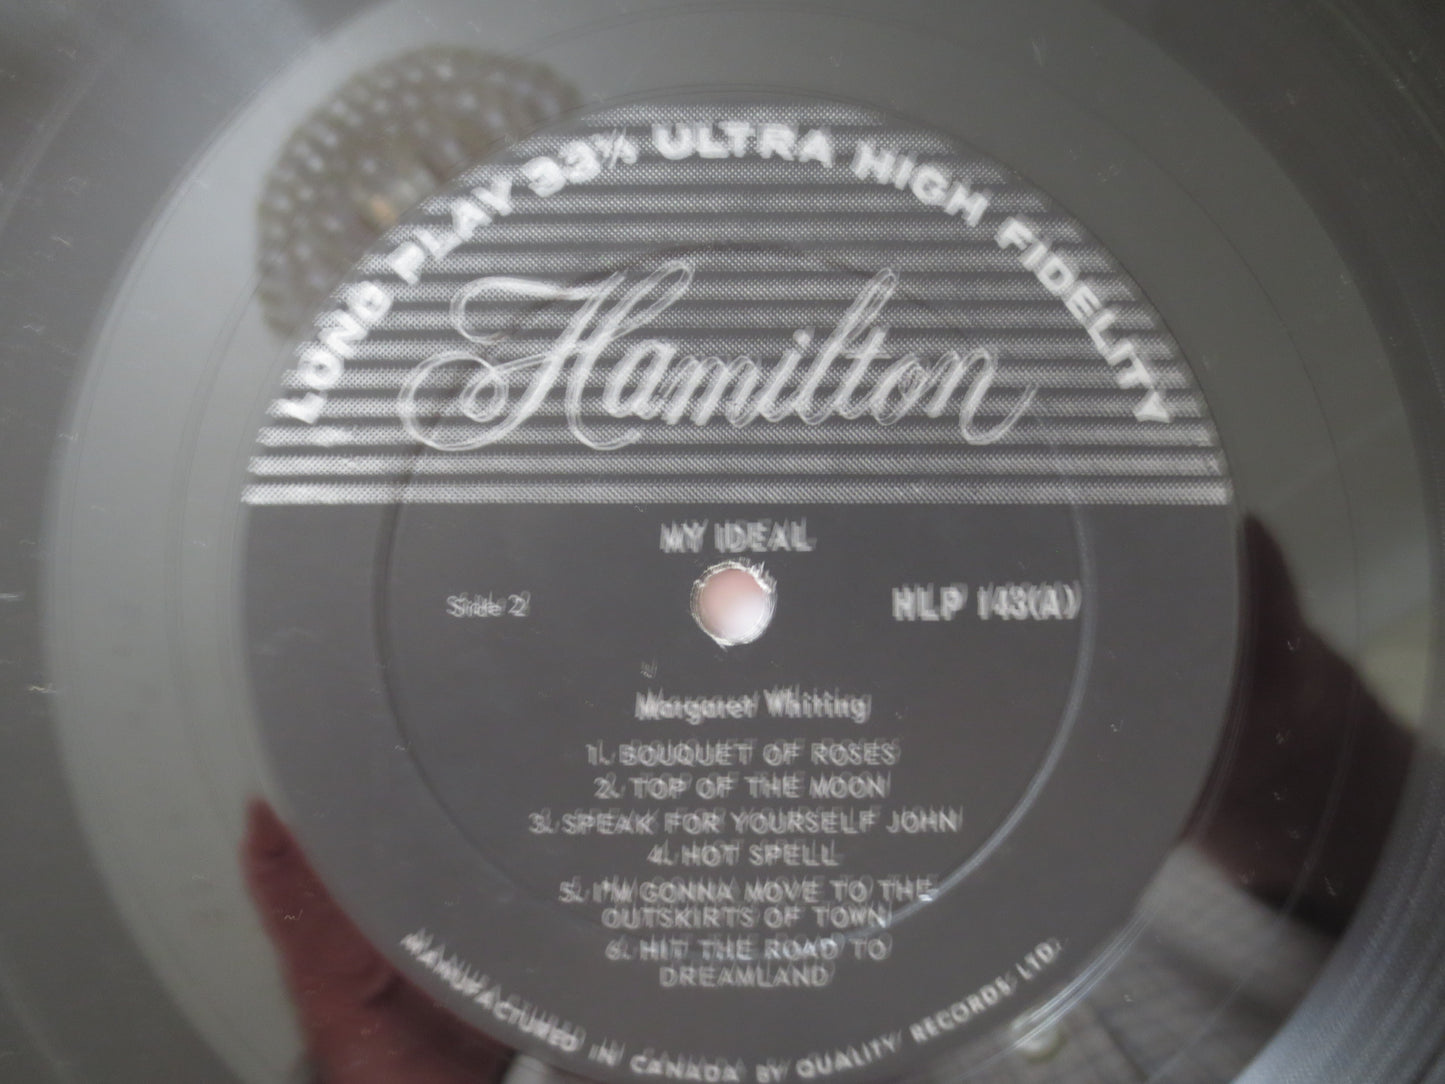 LONG PLAY 33⅓ ULTRA HIGH FIDELITY
Hamilton
MY IDEAL
Side 2
HLP 143(A)
Margaret Whiting
1. BOUQUET OF ROSES
2. TOP OF THE MOON
3. SPEAK FOR YOURSELF JOHN
4. HOT SPELL
5. I'M GONNA MOVE TO THE
OUTSKIRTS OF TOWN
6. HIT THE ROAD TO
DREAMLAND
MANUFACTURED IN CANADA BY QUALITY RECORDS LTD.